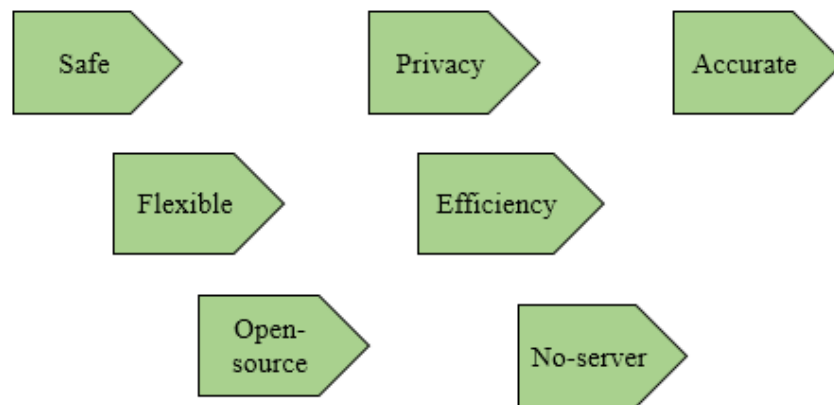 Safe
Privacy
Accurate
Flexible
Efficiency
Open-
source
No-server